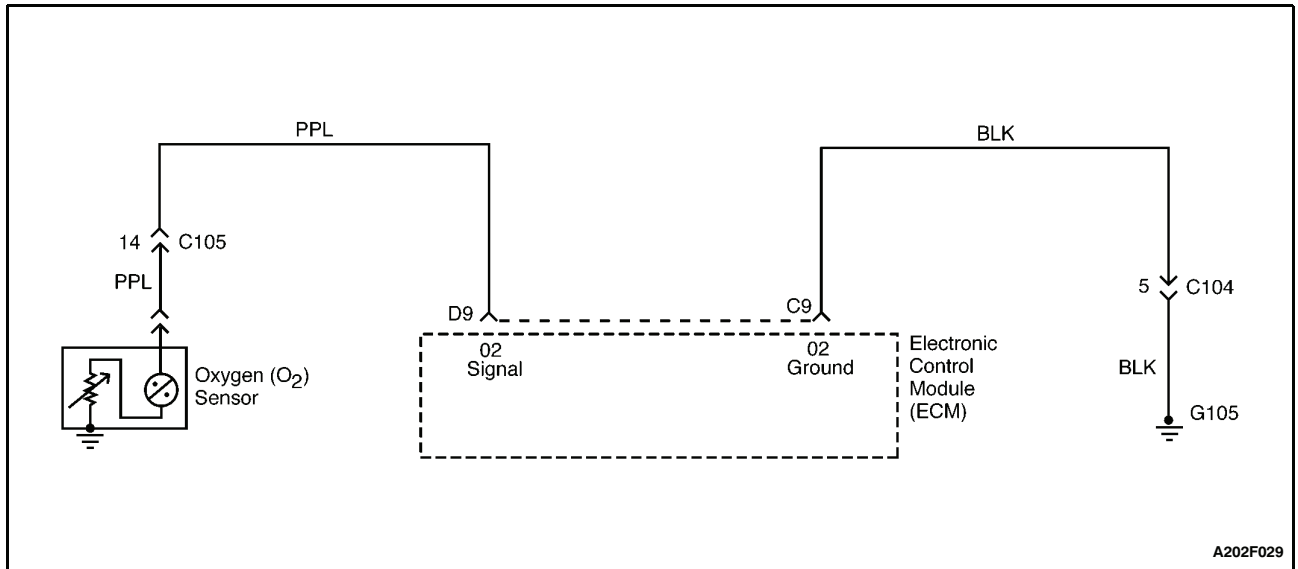 PPL
BLK
14
C105
PPL
5
C104
D9
C9
02
Signal
02
Ground
Electronic
Control
Module
(ECM)
Oxygen (O2)
Sensor
BLK
G105
A202F029